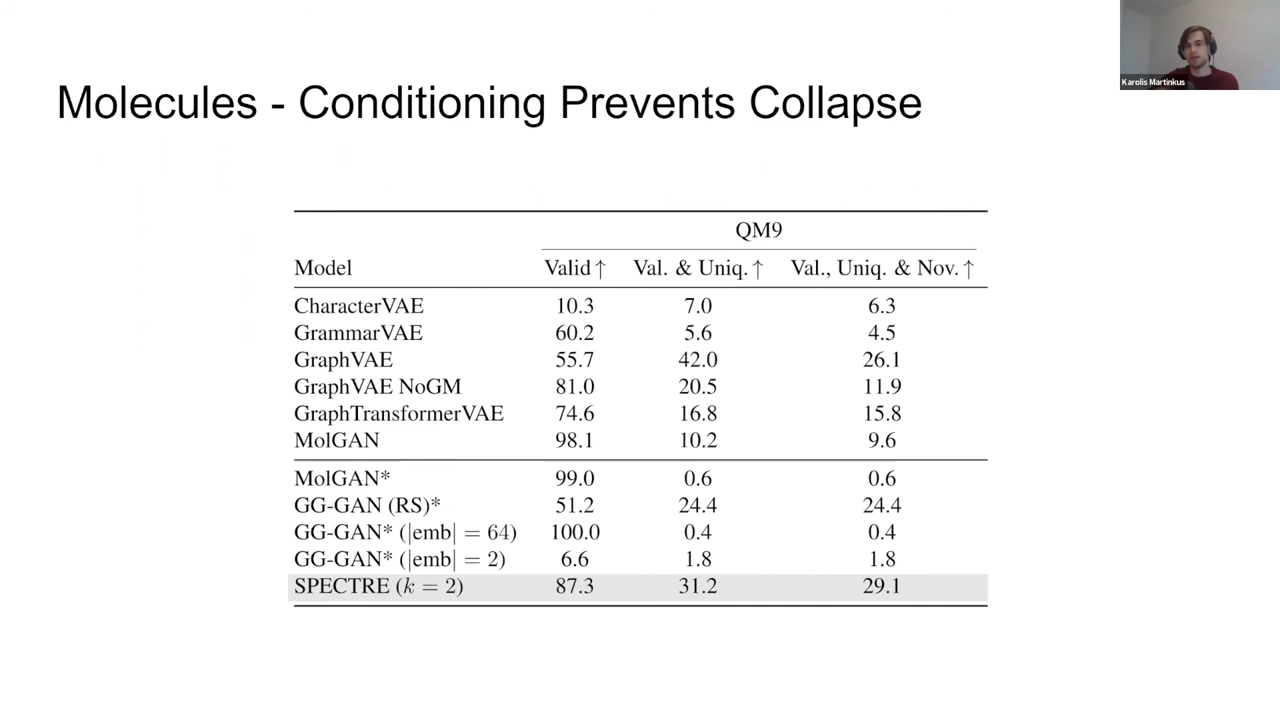 Karolis Martinkus
Molecules - Conditioning Prevents Collapse
QM9
Model Valid↑ Val. & Uniq.↑ Val., Uniq. & Nov.↑
CharacterVAE 10.3 7.0 6.3
GrammarVAE 60.2 5.6 4.5
GraphVAE 55.7 42.0 26.1
GraphVAE NoGM 81.0 20.5 11.9
GraphTransformerVAE 74.6 16.8 15.8
MolGAN 98.1 10.2 9.6
MolGAN* 99.0 0.6 0.6
GG-GAN (RS)* 51.2 24.4 24.4
GG-GAN* (|emb| = 64) 100.0 0.4 0.4
GG-GAN* (|emb| = 2) 6.6 1.8 1.8
SPECTRE (k = 2) 87.3 31.2 29.1